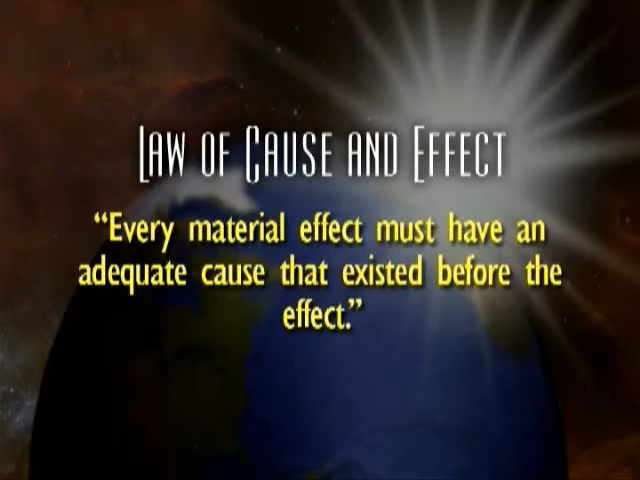 LAW OF CAUSE AND EFFECT
“Every material effect must have an
adequate cause that existed before the
effect.”